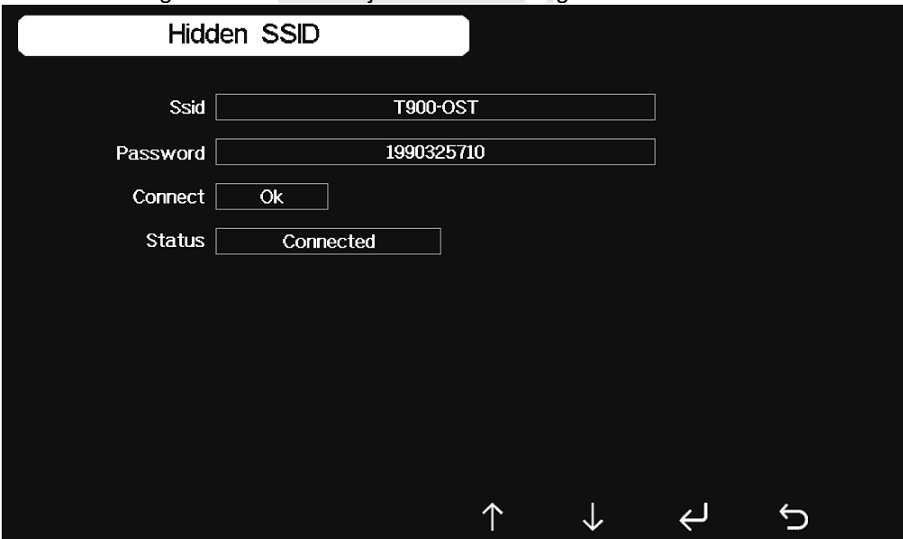 Hidden SSID
Ssid T900-OST
Password 1990325710
Connect Ok
Status Connected